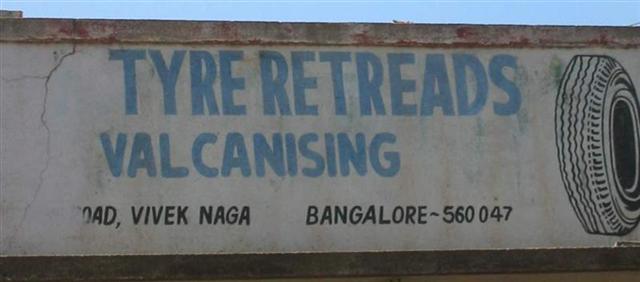 TYRE RETREADS
VALCANISING
OAD, VIVEK NAGA BANGALORE~560047